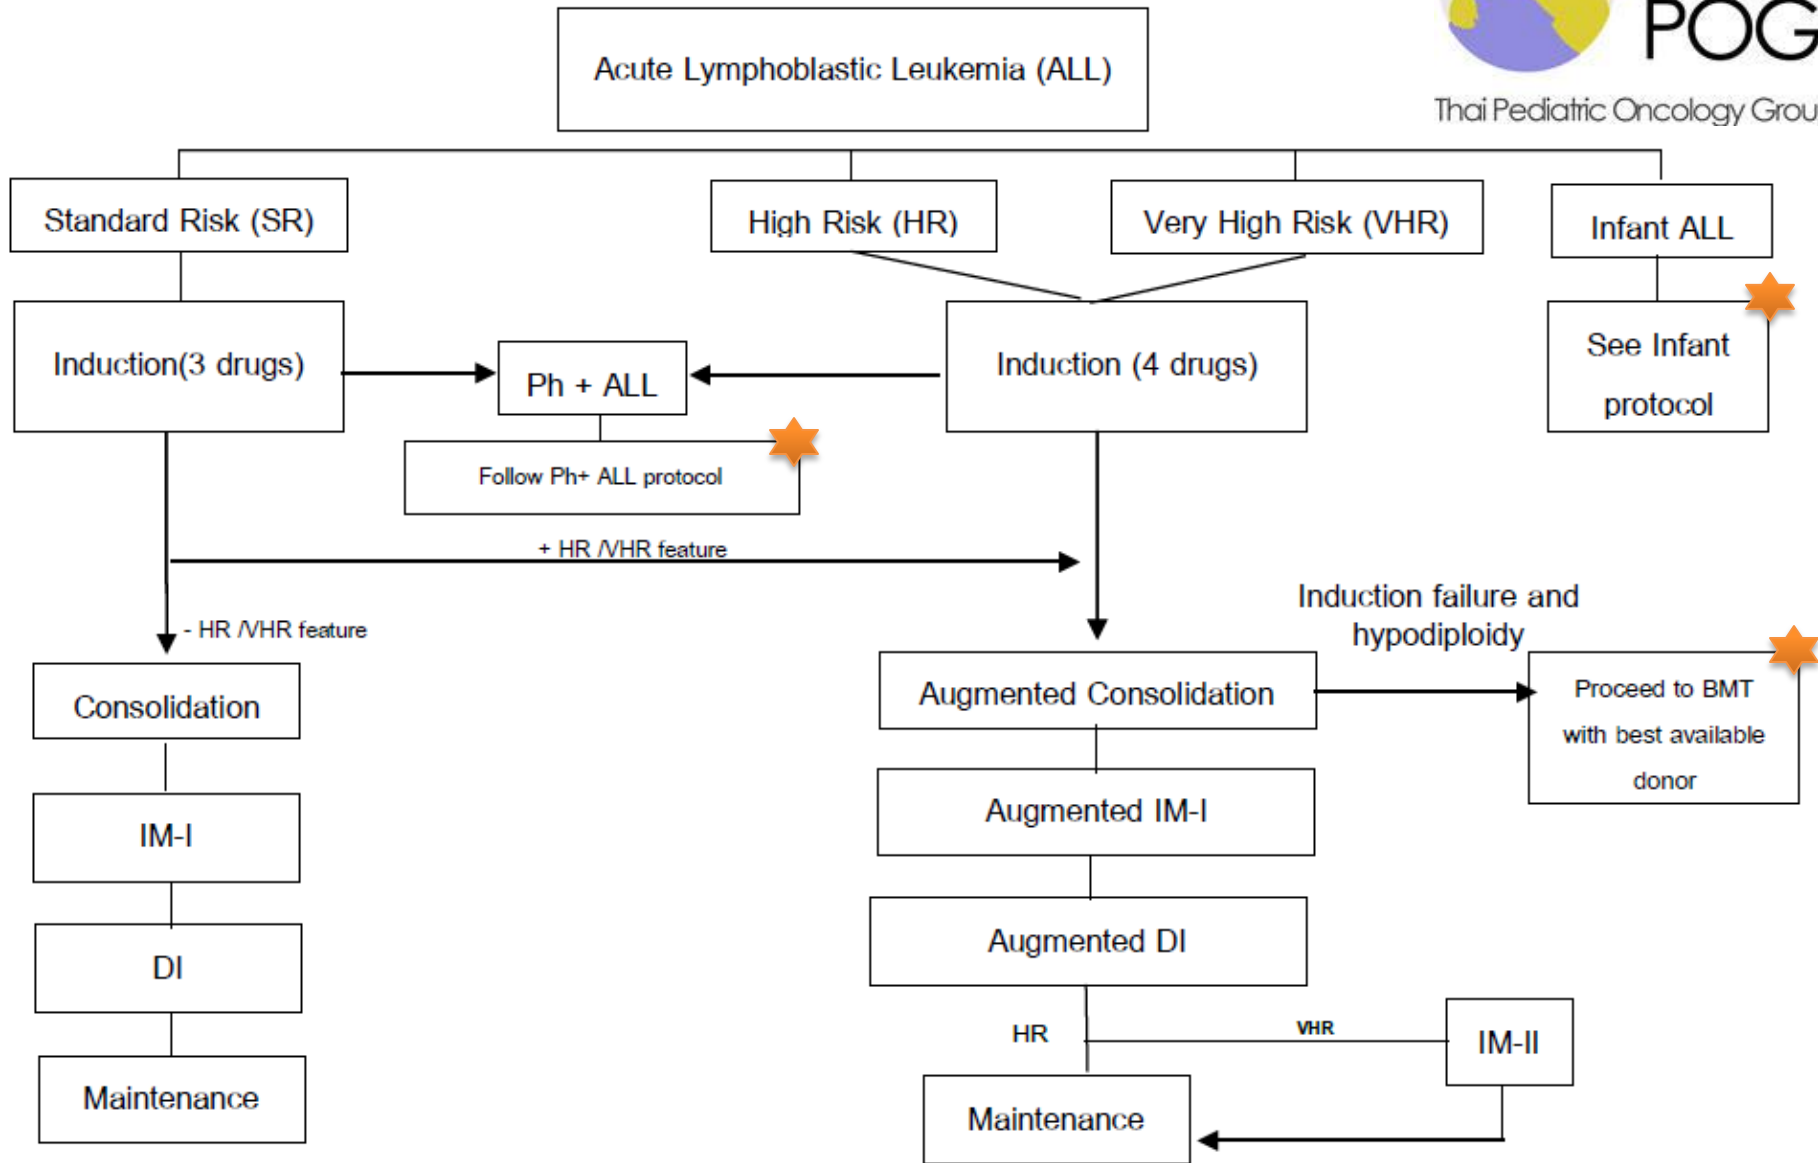 POG
Thai Pediatric Oncology Grou
Acute Lymphoblastic Leukemia (ALL)
Standard Risk (SR)
High Risk (HR)
Very High Risk (VHR)
Infant ALL
Induction(3 drugs)
Ph + ALL
Induction (4 drugs)
See Infant
protocol
Follow Ph+ ALL protocol
+ HR /VHR feature
- HR /VHR feature
Induction failure and
hypodiploidy
Consolidation
Augmented Consolidation
Proceed to BMT
with best available
donor
IM-I
Augmented IM-I
DI
Augmented DI
HR
VHR
IM-II
Maintenance
Maintenance